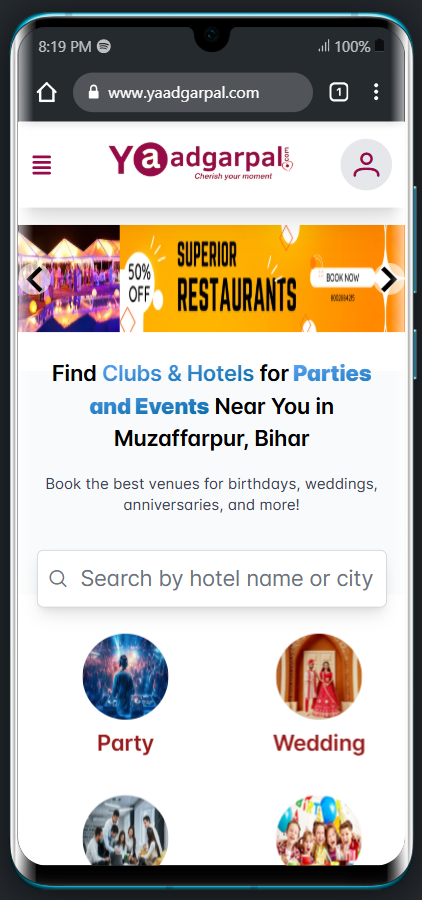 8:19 PM
100%
1
www.yaadgarpal.com
Yaadgarpal.com
Cherish your moment
50%
OFF
SUPERIOR
RESTAURANTS
BOOK NOW
Find Clubs & Hotels for Parties
and Events Near You in
Muzaffarpur, Bihar
Book the best venues for birthdays, weddings,
anniversaries, and more!
Search by hotel name or city
Party
Wedding